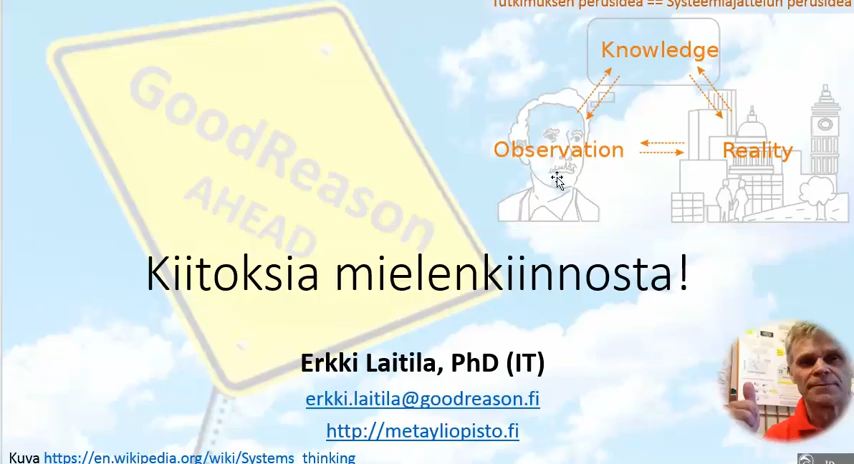 Tutkimuksen perusidea == Systeemiajattelun perusidea
Knowledge
Observation
Reality
GoodReason
AHEAD
Kiitoksia mielenkiinnosta!
Erkki Laitila, PhD (IT)
erkki.laitila@goodreason.fi
http://metayliopisto.fi
Kuva https://en.wikipedia.org/wiki/Systems_thinking